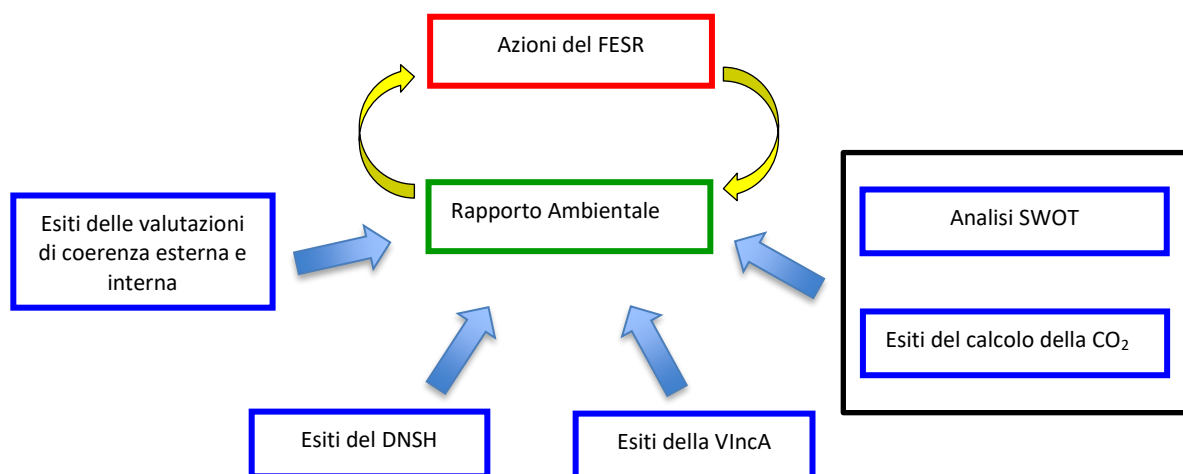 Azioni del FESR
Rapporto Ambientale
Esiti delle valutazioni
di coerenza esterna e
interna
Analisi SWOT
Esiti del calcolo della CO₂
Esiti del DNSH
Esiti della VIncA